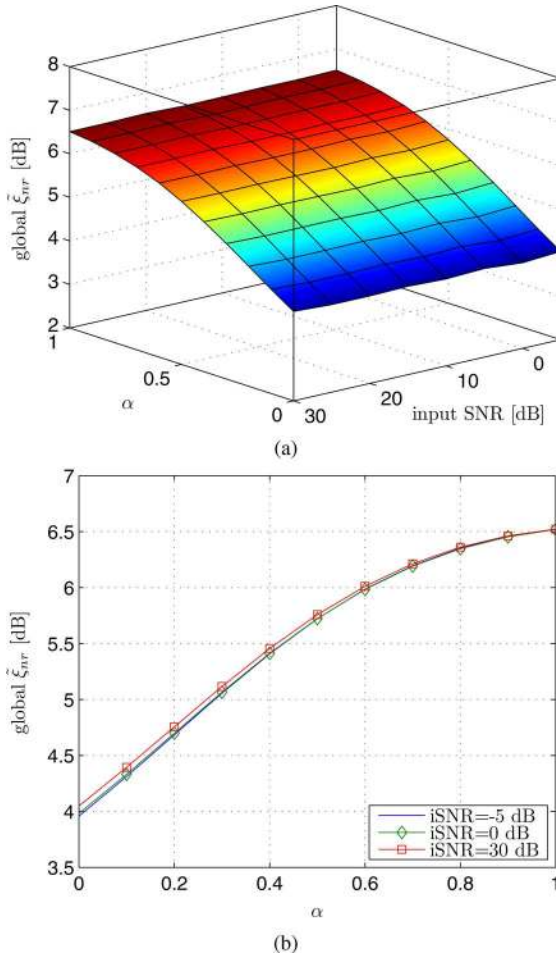 8
7
6
5
4
3
2
global ξ̃nr [dB]
1
0.5
0
α
30
20
10
0
input SNR [dB]
(a)
7
6.5
6
5.5
5
4.5
4
3.5
global ξ̃nr [dB]
iSNR=-5 dB
iSNR=0 dB
iSNR=30 dB
0 0.2 0.4 0.6 0.8 1
α
(b)